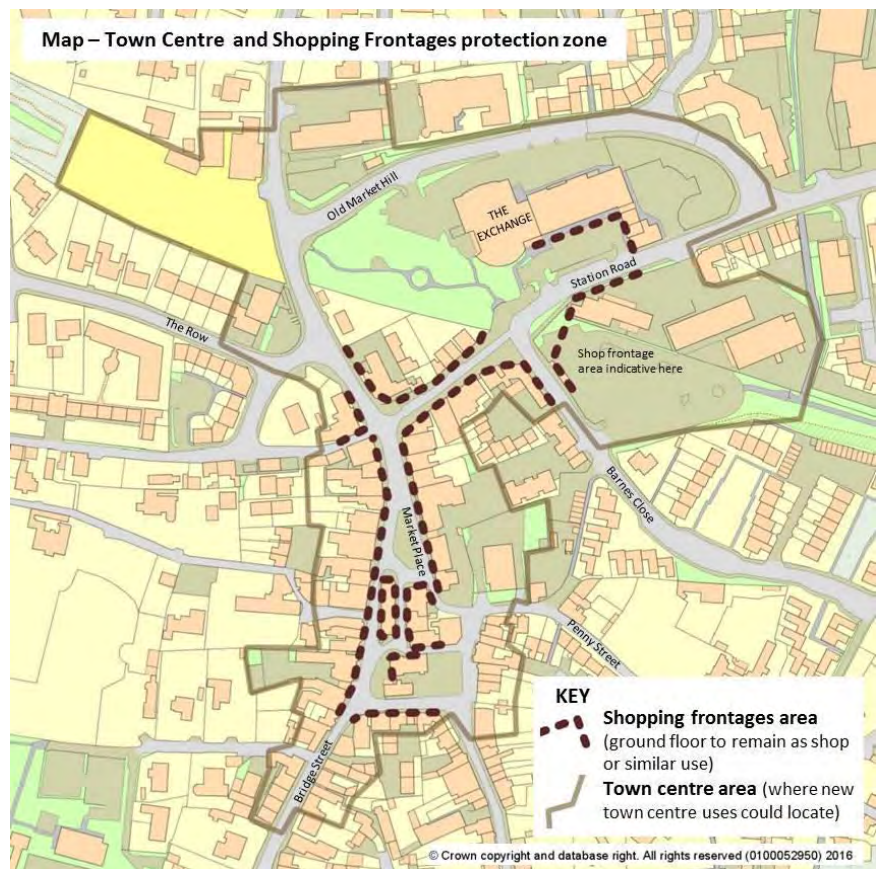 Map – Town Centre and Shopping Frontages protection zone
Old Market Hill
THE
EXCHANGE
Station Road
The Row
Shop frontage
area indicative here
Barnes Close
Market Place
Penny Street
Bridge Street
KEY
Shopping frontages area
(ground floor to remain as shop
or similar use)
Town centre area (where new
town centre uses could locate)
© Crown copyright and database right. All rights reserved (0100052950) 2016